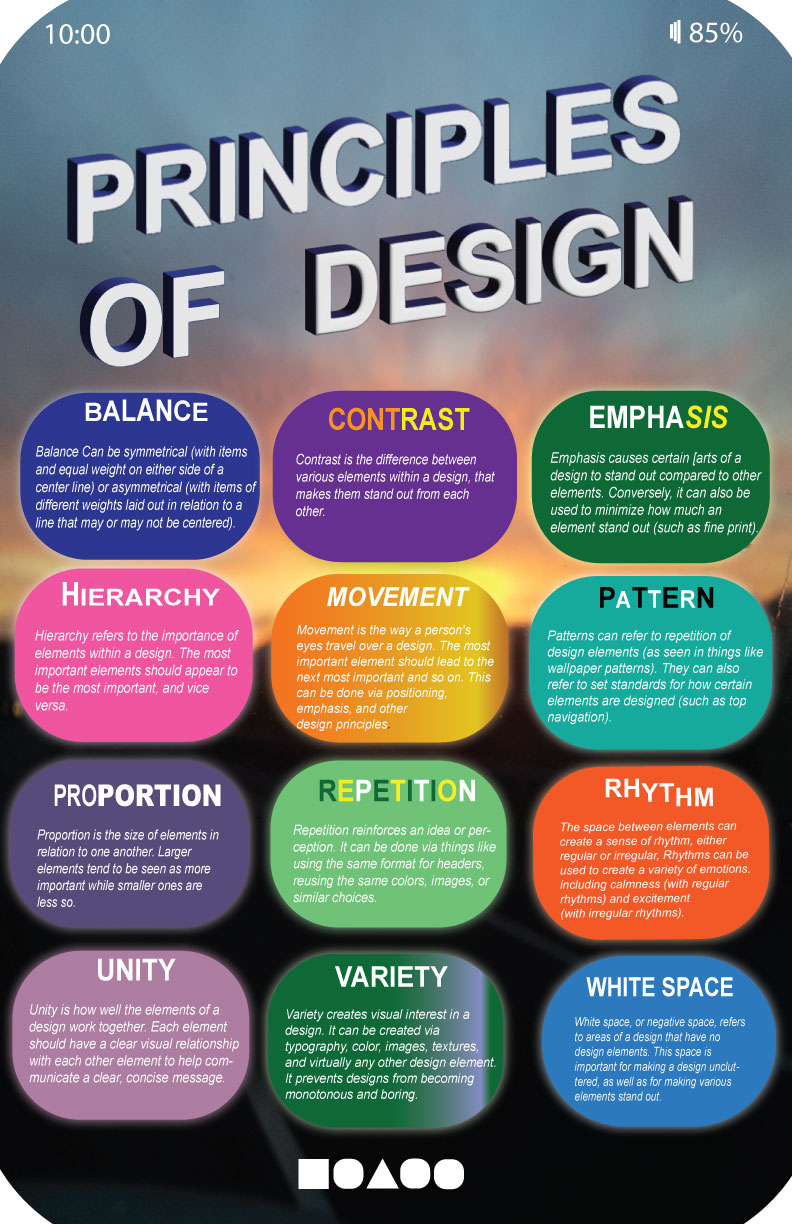 10:00
85%
PRINCIPLES
OF DESIGN
BALANCE
Balance Can be symmetrical (with items
and equal weight on either side of a
center line) or asymmetrical (with items of
different weights laid out in relation to a
line that may or may not be centered).
CONTRAST
Contrast is the difference between
various elements within a design, that
makes them stand out from each
other.
EMPHASIS
Emphasis causes certain [arts of a
design to stand out compared to other
elements. Conversely, it can also be
used to minimize how much an
element stand out (such as fine print).
HIERARCHY
Hierarchy refers to the importance of
elements within a design. The most
important elements should appear to
be the most important, and vice
versa.
MOVEMENT
Movement is the way a person's
eyes travel over a design. The most
important element should lead to the
next most important and so on. This
can be done via positioning,
emphasis, and other
design principles.
PATTERN
Patterns can refer to repetition of
design elements (as seen in things like
wallpaper patterns). They can also
refer to set standards for how certain
elements are designed (such as top
navigation).
PROPORTION
Proportion is the size of elements in
relation to one another. Larger
elements tend to be seen as more
important while smaller ones are
less so.
REPETITION
Repetition reinforces an idea or per-
ception. It can be done via things like
using the same format for headers,
reusing the same colors, images, or
similar choices.
RHYTHM
The space between elements can
create a sense of rhythm, either
regular or irregular, Rhythms can be
used to create a variety of emotions.
including calmness (with regular
rhythms) and excitement
(with irregular rhythms).
UNITY
Unity is how well the elements of a
design work together. Each element
should have a clear visual relationship
with each other element to help com-
municate a clear, concise message.
VARIETY
Variety creates visual interest in a
design. It can be created via
typography, color, images, textures,
and virtually any other design element.
It prevents designs from becoming
monotonous and boring.
WHITE SPACE
White space, or negative space, refers
to areas of a design that have no
design elements. This space is
important for making a design unclut-
tered, as well as for making various
elements stand out.